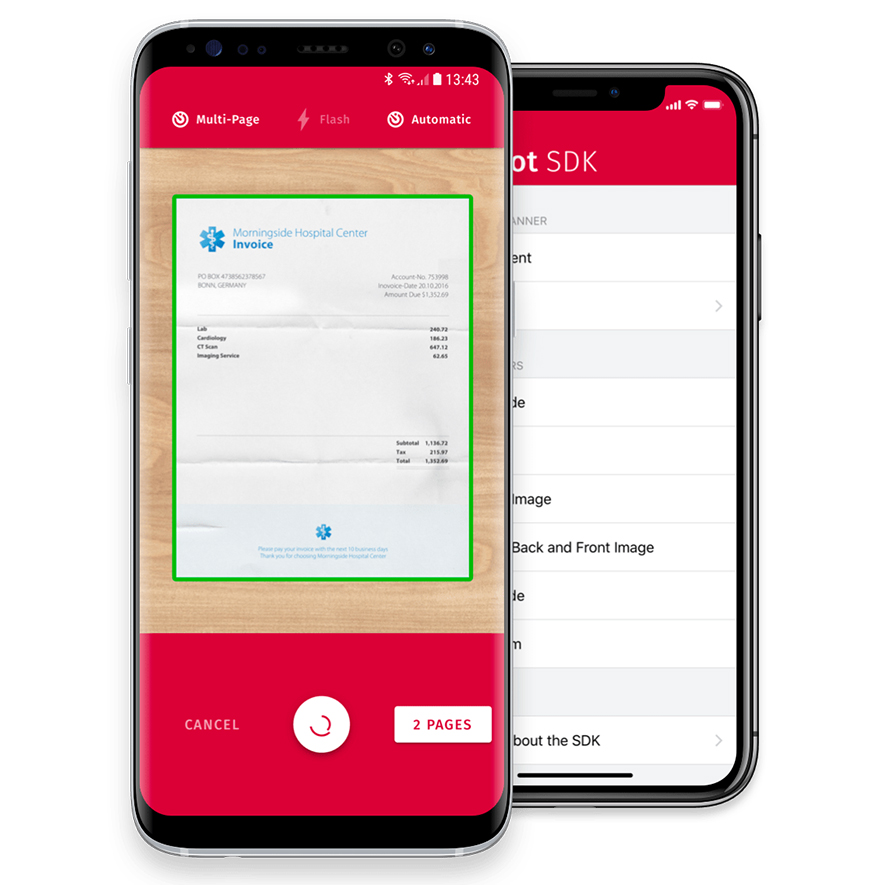 13:43
Multi-Page Flash Automatic
Morningside Hospital Center
Invoice
PO BOX 4738562378567
BONN, GERMANY
Account-No. 753998
Inovoice-Date 20.10.2016
Amount Due $1,352.69
Lab 240.72
Cardiology 186.23
CT Scan 647.12
Imaging Service 62.65
Subtotal 1,136.72
Tax 215.97
Total 1,352.69
Please pay your invoice with the next 10 business days
Thank you for choosing Morningside Hospital Center
CANCEL
2 PAGES
ot SDK
ANNER
ent
RS
de
Image
Back and Front Image
de
m
bout the SDK